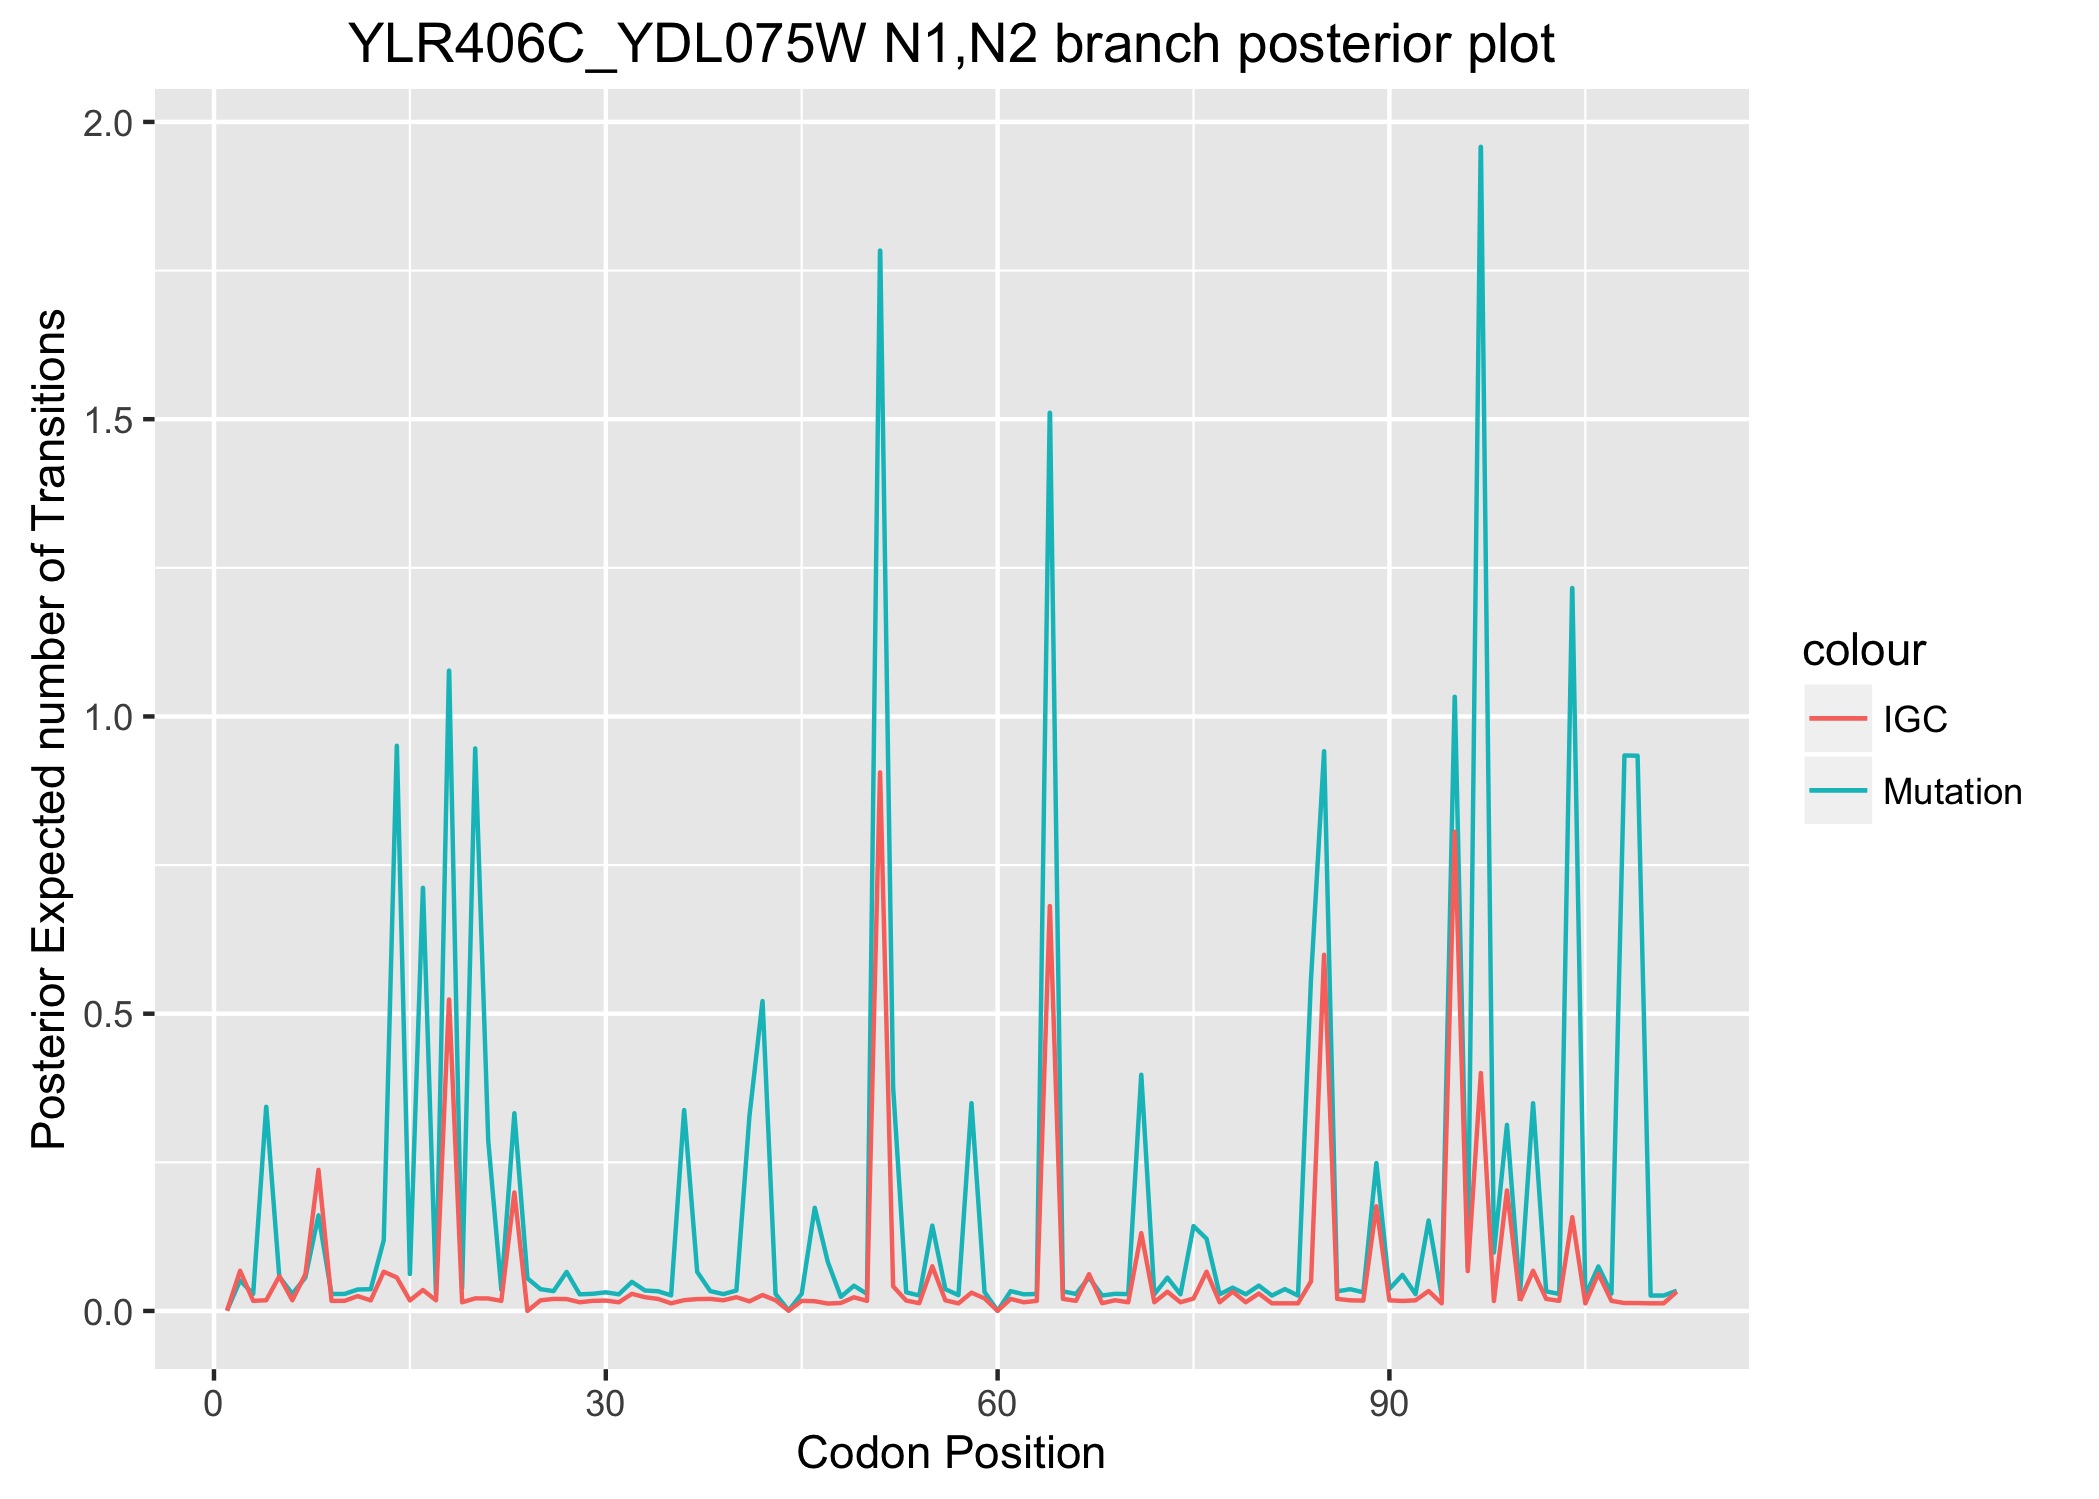 YLR406C_YDL075W N1,N2 branch posterior plot
Posterior Expected number of Transitions
2.0
1.5
1.0
0.5
0.0
0
30
60
90
Codon Position
colour
IGC
Mutation